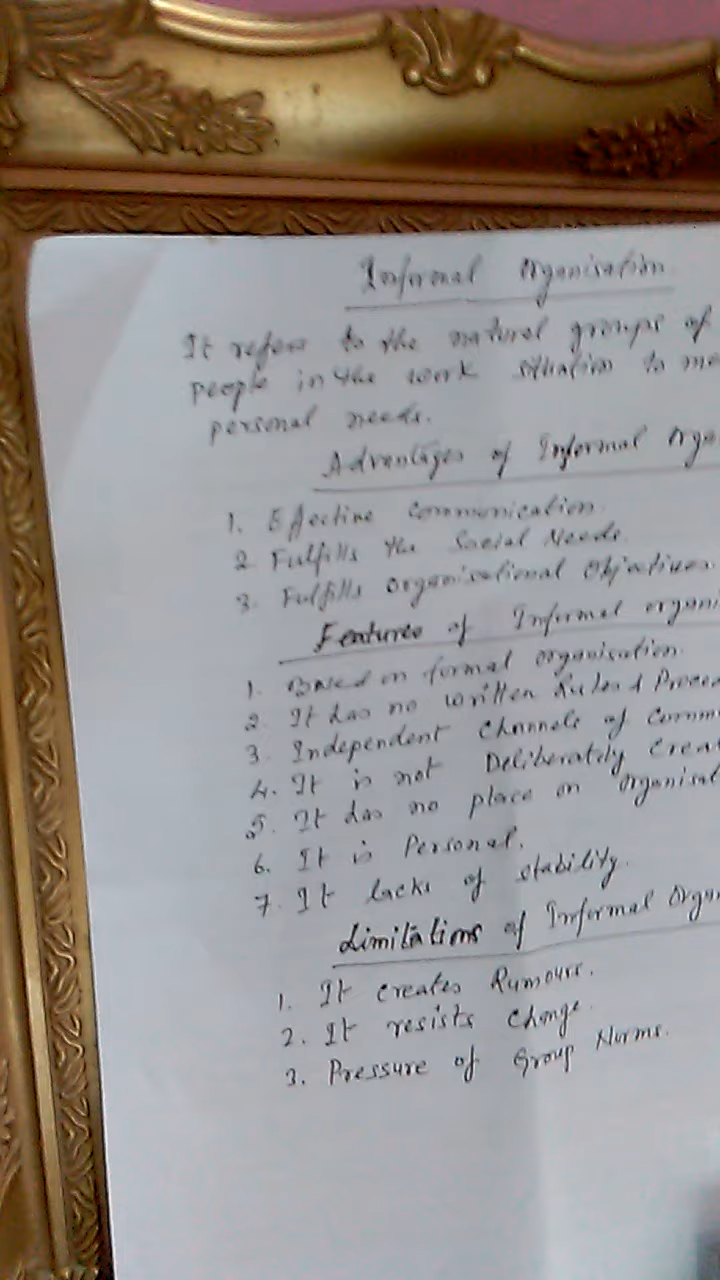 Informal Organisation
It refers to the natural groups of
people in the work situation to
personal needs.
Advantages of Informal
1. Effective Communication
2 Fulfills the Social Needs.
3. Fulfills Organisational Objectives
Features of Informal
1. Based on formal organisation.
2. It has no written Rules &
3. Independent Channels of
4. It is not Deliberately
5. It has no place on
6. It is Personal.
7. It lacks of stability.
Limitations of Informal
1. It creates Rumours.
2. It resists Change.
3. Pressure of Group Norms.